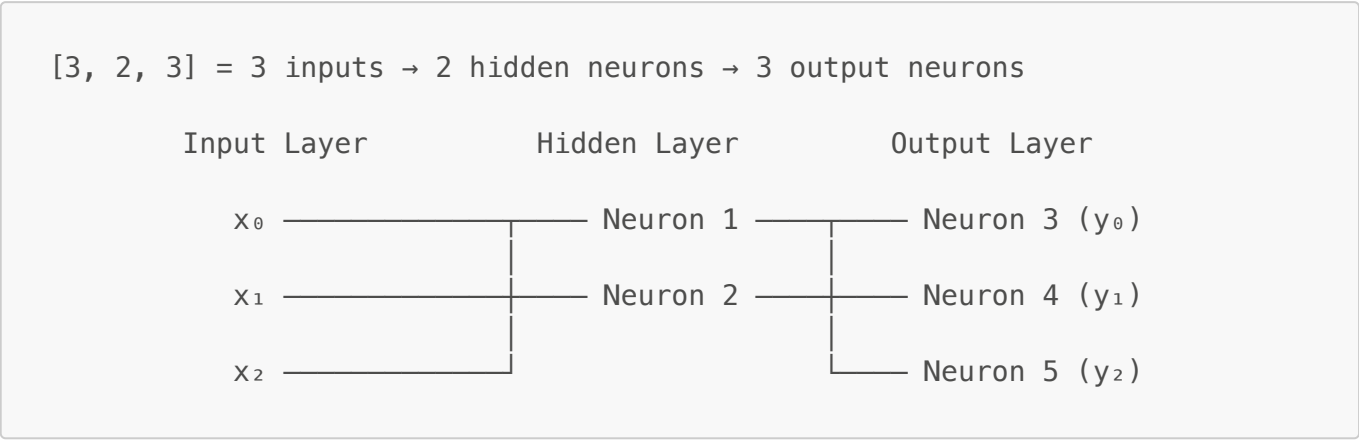 [3, 2, 3] = 3 inputs → 2 hidden neurons → 3 output neurons
Input Layer Hidden Layer Output Layer
x₀ Neuron 1 Neuron 3 (y₀)
x₁ Neuron 2 Neuron 4 (y₁)
x₂ Neuron 5 (y₂)